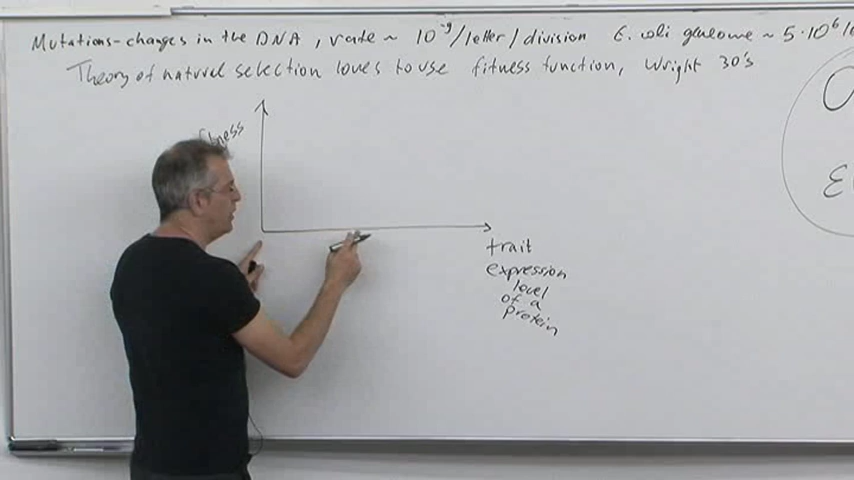 Mutations-changes in the DNA, rate ~ 10⁻⁹/letter/division E. coli genome ~ 5·10⁶/
Theory of natural selection loves to use fitness function, Wright 30's
trait
expression
level
of a
protein